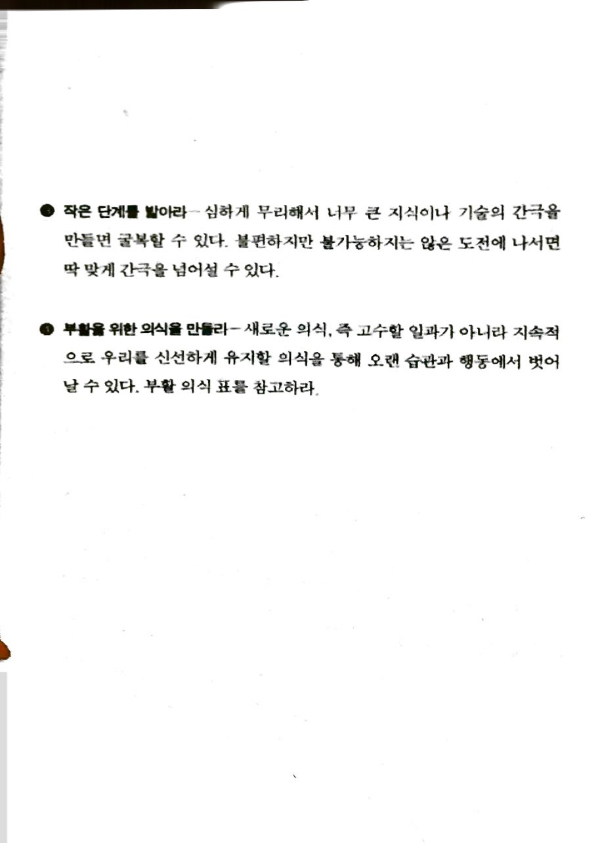 작은 단계를 밟아라 - 심하게 무리해서 너무 큰 지식이나 기술의 간극을
만들면 굴복할 수 있다. 불편하지만 불가능하지는 않은 도전에 나서면
딱 맞게 간극을 넘어설 수 있다.
부활을 위한 의식을 만들라 - 새로운 의식, 즉 고수할 일과가 아니라 지속적
으로 우리를 신선하게 유지할 의식을 통해 오랜 습관과 행동에서 벗어
날 수 있다. 부활 의식 표를 참고하라.